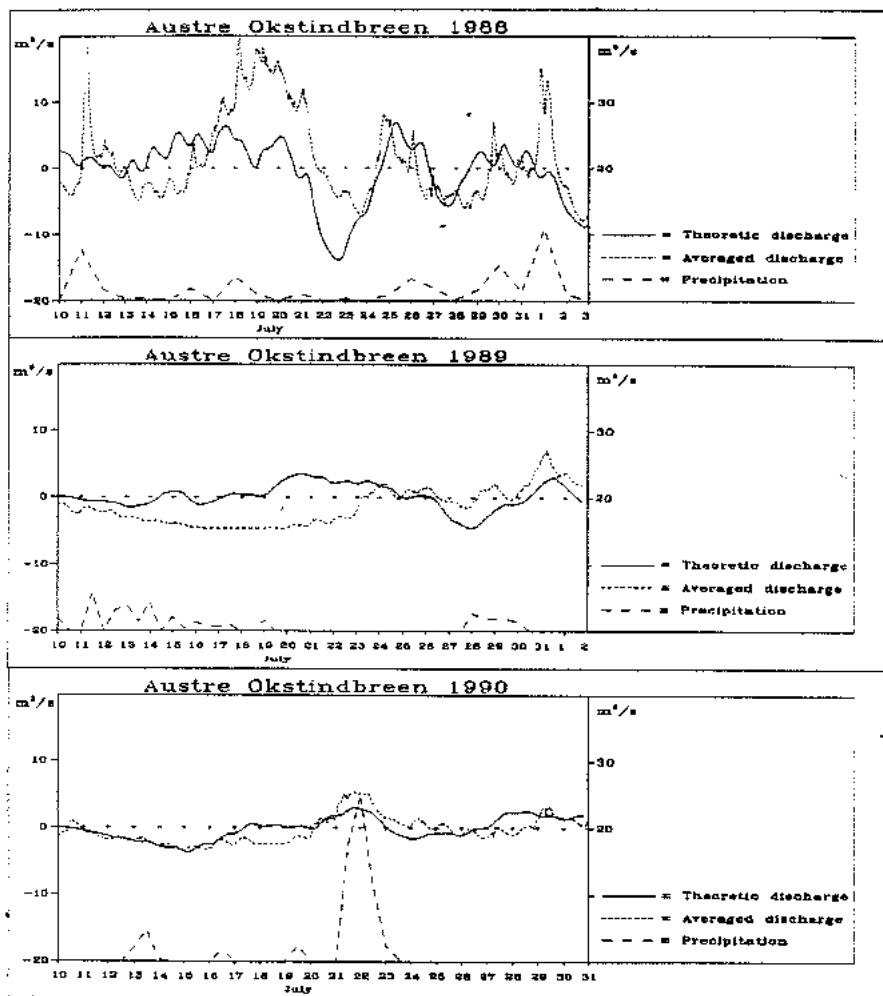 Austre Okstindbreen 1988
m³/s
m³/s
10
30
0
20
-10
-20
= Theoretic discharge
= Averaged discharge
= Precipitation
10 11 12 13 14 15 16 17 18 19 20 21 22 23 24 25 26 27 28 29 30 31 1 2 3
July
Austre Okstindbreen 1989
m³/s
m³/s
10
30
0
20
-10
-20
= Theoretic discharge
= Averaged discharge
= Precipitation
10 11 12 13 14 15 16 17 18 19 20 21 22 23 24 25 26 27 28 29 30 31 1 2
July
Austre Okstindbreen 1990
m³/s
m³/s
10
30
0
20
-10
-20
= Theoretic discharge
= Averaged discharge
= Precipitation
10 11 12 13 14 15 16 17 18 19 20 21 22 23 24 25 26 27 28 29 30 31
July